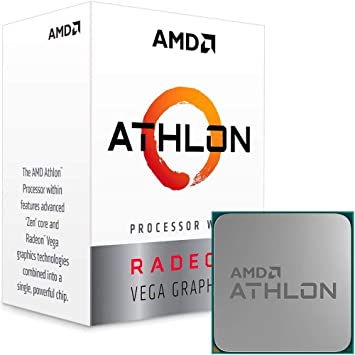 AMD
The AMD Athlon™
Processor within
features advanced
'Zen' core and
Radeon Vega
graphics technologies
combined into a
single, powerful chip.
AMD
ATHLON
PROCESSOR W
RADEO
VEGA GRAPH
AMD
ATHLON